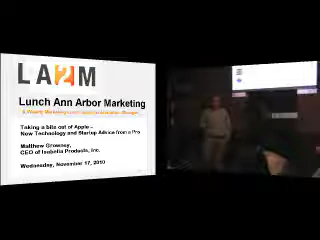 LA2M
Lunch Ann Arbor Marketing
Taking a bite out of Apple –
New Technology and Startup Advice from a Pro
Matthew Growney,
CEO of Isabella Products, Inc.
Wednesday, November 17, 2010